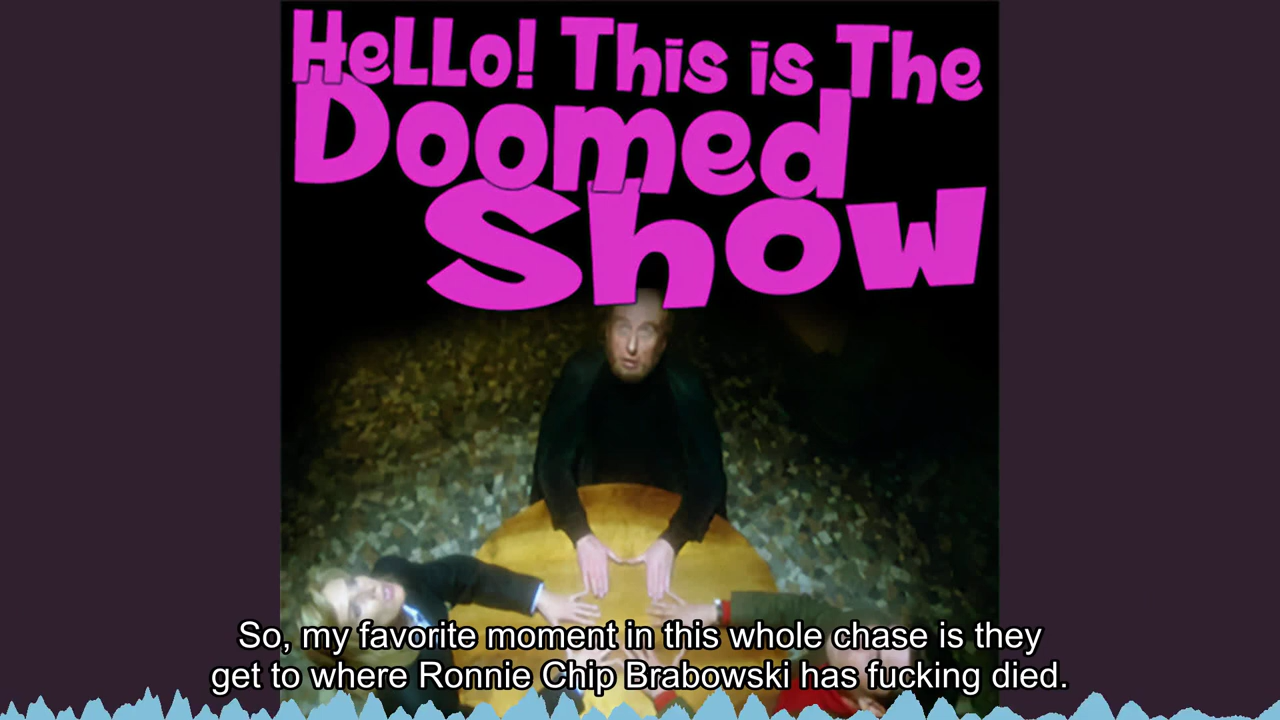 HeLLo! This is The
Doomed
Show
So, my favorite moment in this whole chase is they
get to where Ronnie Chip Brabowski has fucking died.